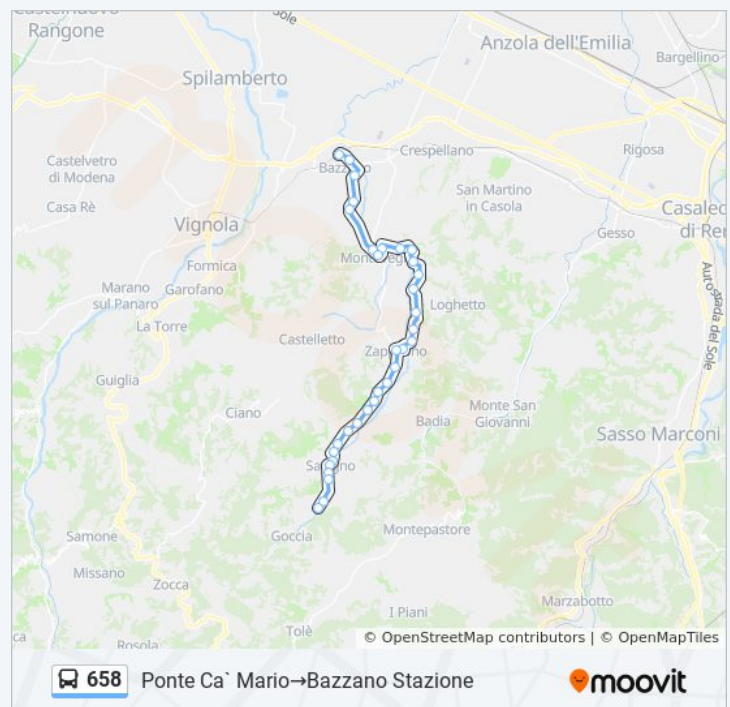 Rangone
Sole
Anzola dell'Emilia
Bargellino
Spilamberto
Castelvetro
di Modena
Crespellano
Rigosa
San Martino
in Casola
Casa Rè
Vignola
Gesso
Formica
Marano
sul Panaro
Garofano
Loghetto
La Torre
Castelletto
Guiglia
Ciano
Badia
Monte San
Giovanni
Sasso Marconi
Montepastore
Goccia
Samone
Missano
Zocca
Marzabotto
I Piani
Tolè
Rosola
© OpenStreetMap contributors | © OpenMapTiles
658 Ponte Ca` Mario→Bazzano Stazione
moovit